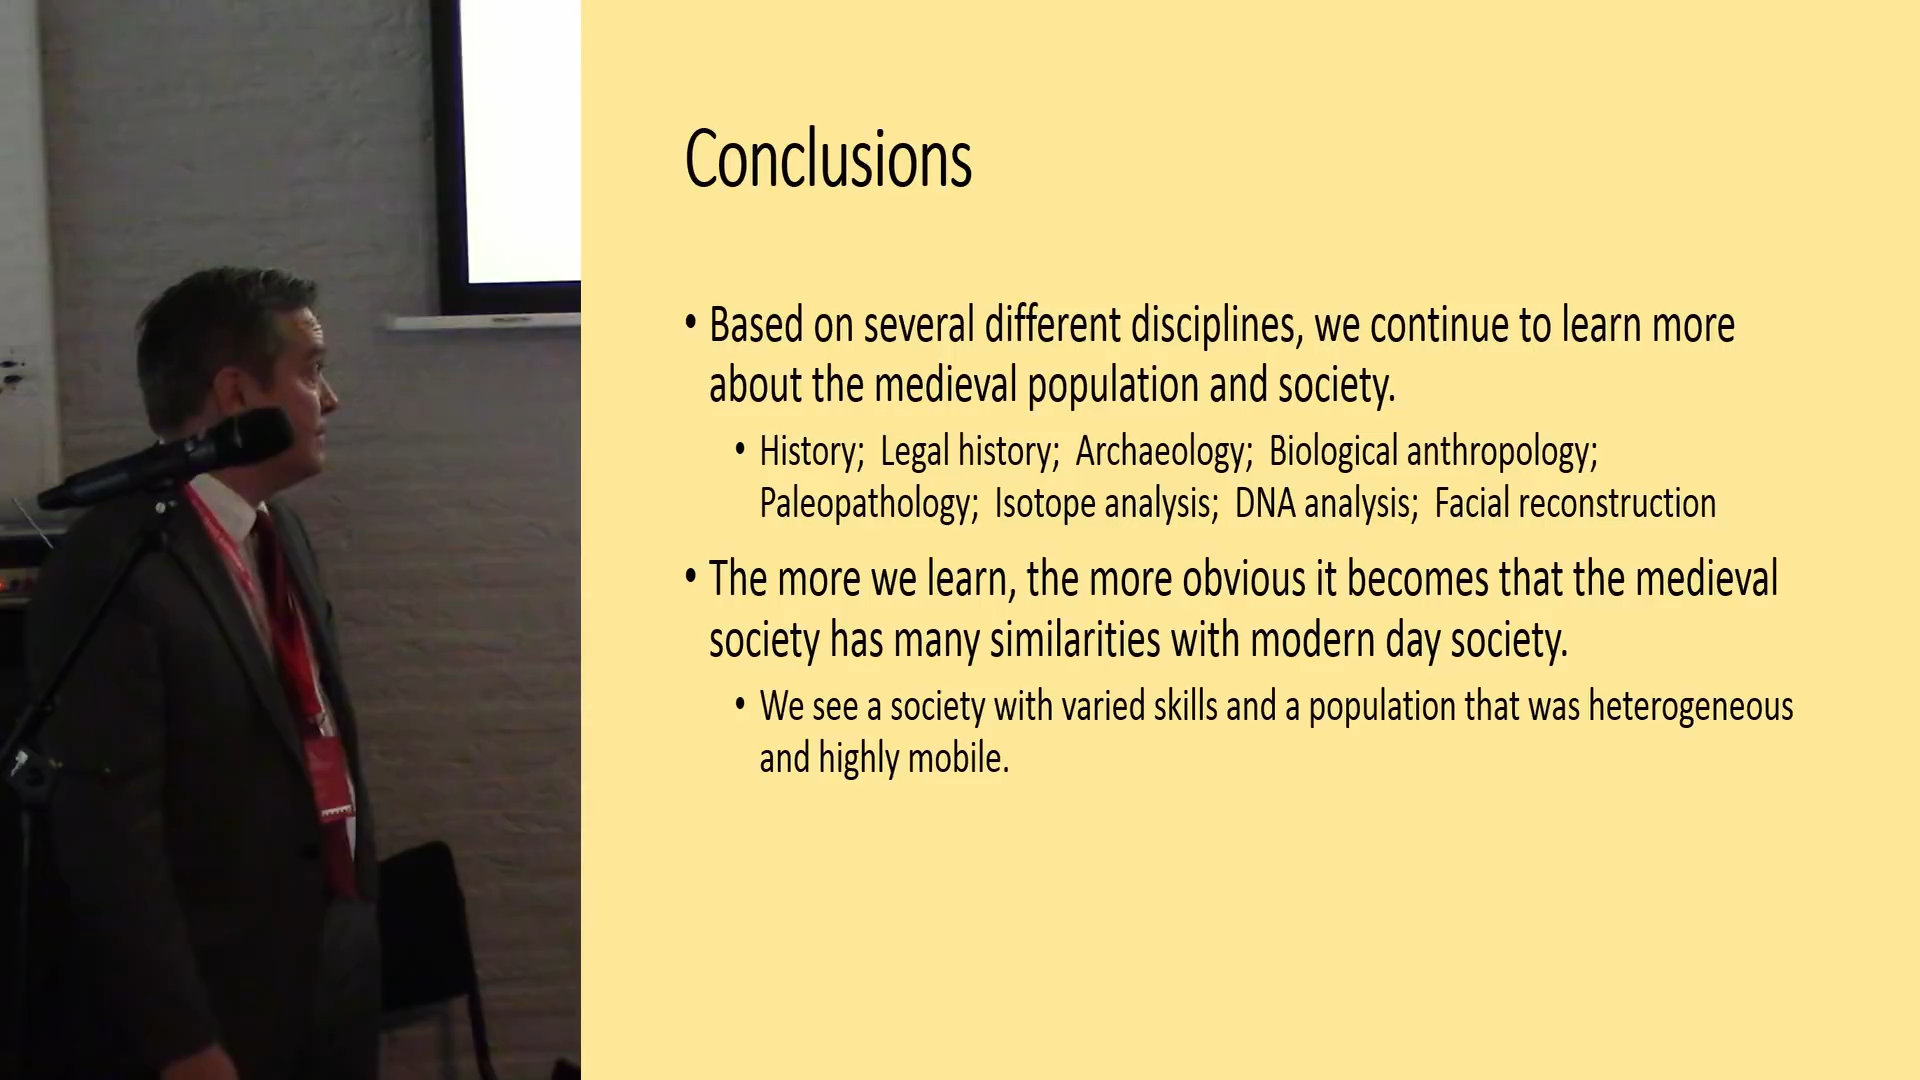 Conclusions
• Based on several different disciplines, we continue to learn more
about the medieval population and society.
• History;  Legal history;  Archaeology;  Biological anthropology;
Paleopathology;  Isotope analysis;  DNA analysis;  Facial reconstruction
• The more we learn, the more obvious it becomes that the medieval
society has many similarities with modern day society.
• We see a society with varied skills and a population that was heterogeneous
and highly mobile.